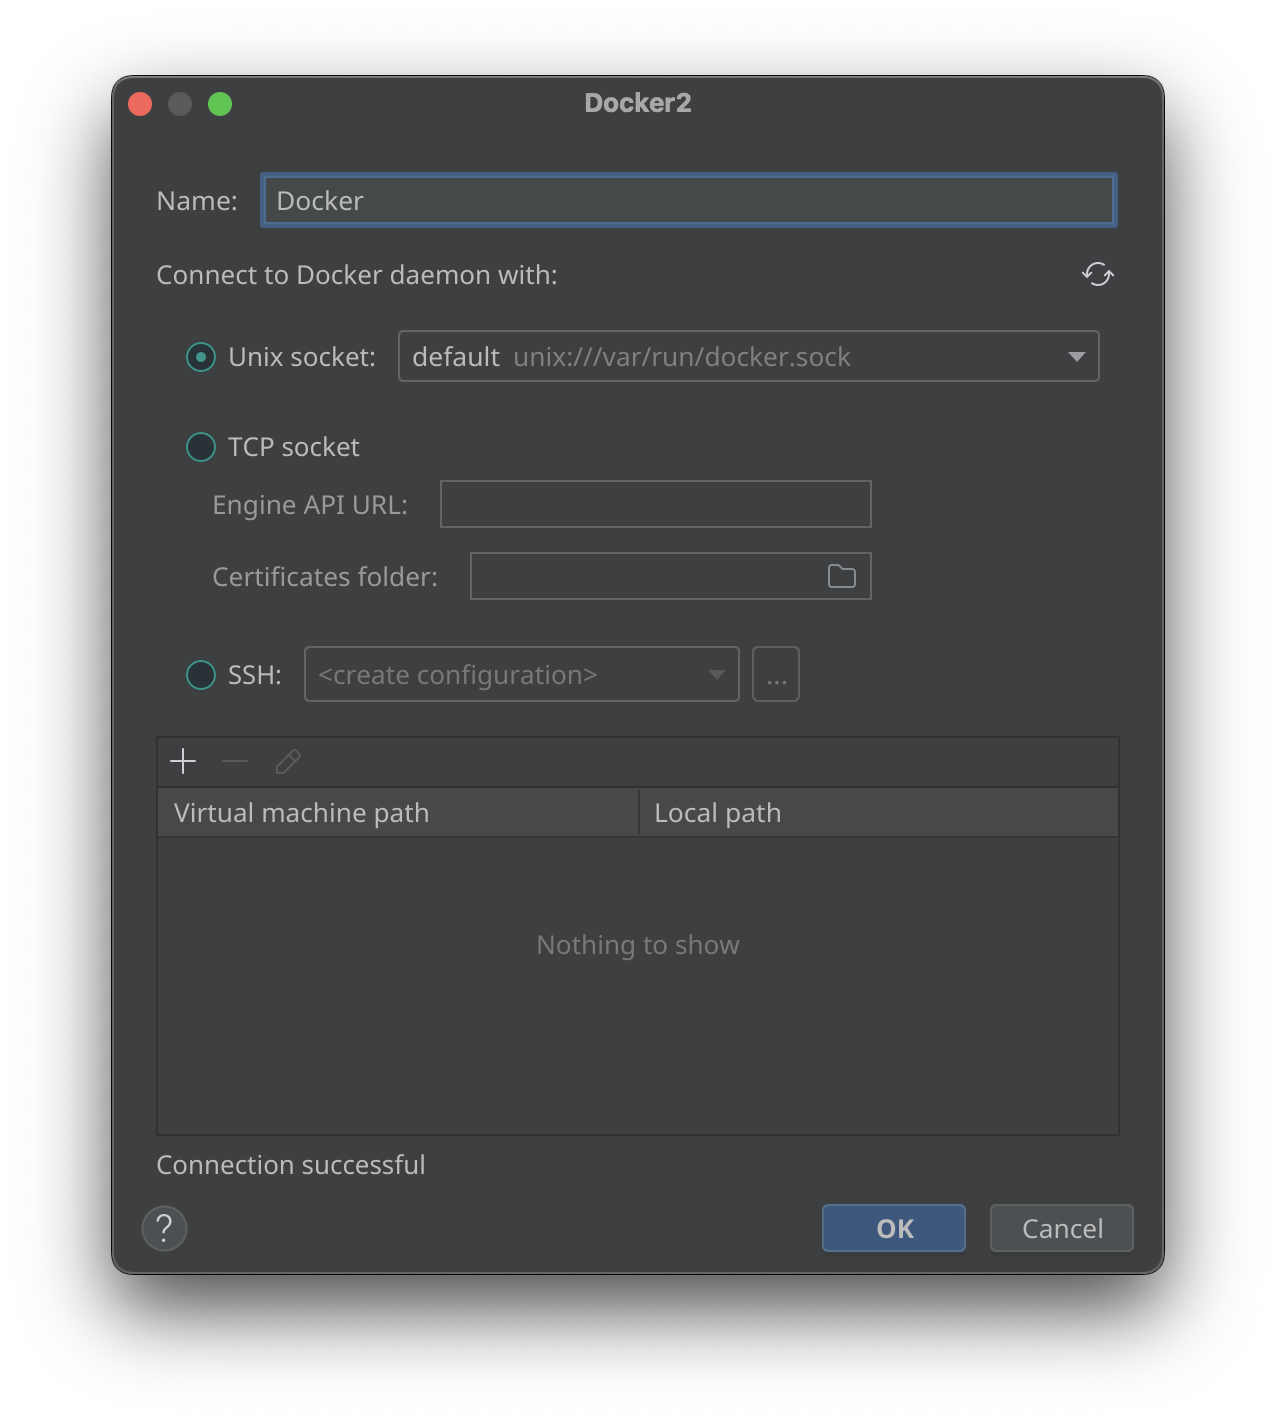 Docker2
Name: Docker
Connect to Docker daemon with:
Unix socket: default unix:///var/run/docker.sock
TCP socket
Engine API URL:
Certificates folder:
SSH: <create configuration> ...
Virtual machine path Local path
Nothing to show
Connection successful
? OK Cancel